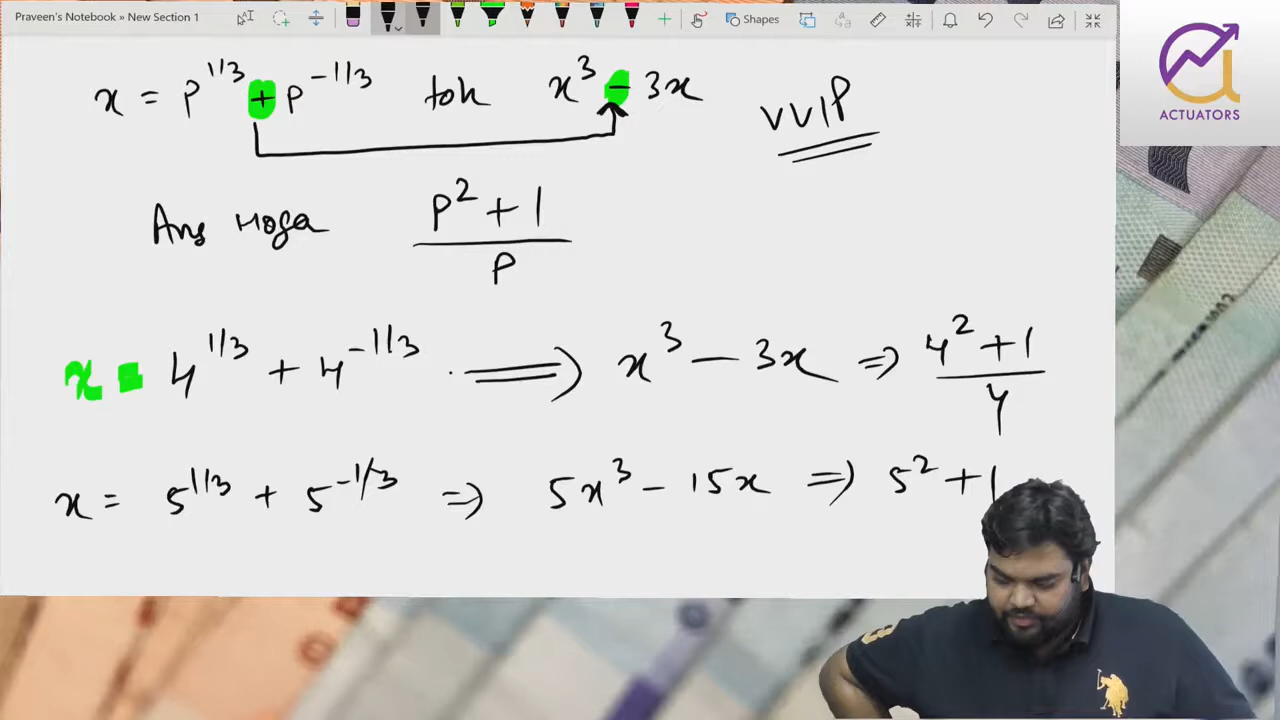 Praveen's Notebook » New Section 1
Shapes
ACTUATORS
x = p^{1/3} + p^{-1/3} toh x^3 - 3x VVIP
Ans hoga \frac{p^2 + 1}{p}
x = 4^{1/3} + 4^{-1/3} ⟹ x^3 - 3x ⇒ \frac{4^2 + 1}{4}
x = 5^{1/3} + 5^{-1/3} ⇒ 5x^3 - 15x ⇒ 5^2 + 1